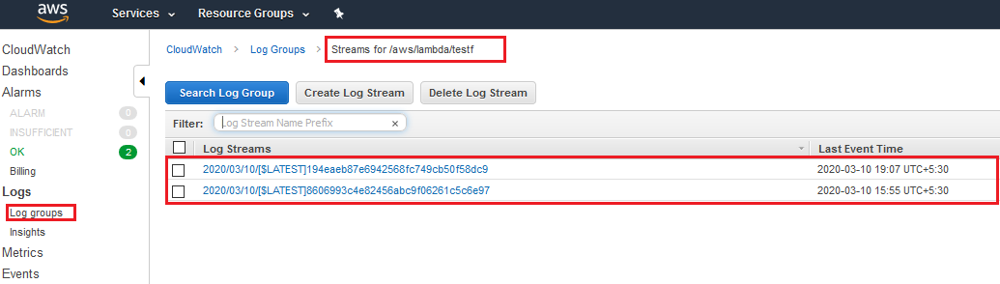 aws Services Resource Groups
CloudWatch
Dashboards
Alarms
ALARM 0
INSUFFICIENT 0
OK 2
Billing
Logs
Log groups
Insights
Metrics
Events
CloudWatch > Log Groups > Streams for /aws/lambda/testf
Search Log Group Create Log Stream Delete Log Stream
Filter: Log Stream Name Prefix ×
Log Streams Last Event Time
2020/03/10/[$LATEST]194eaeb87e6942568fc749cb50f58dc9 2020-03-10 19:07 UTC+5:30
2020/03/10/[$LATEST]8606993c4e82456abc9f06261c5c6e97 2020-03-10 15:55 UTC+5:30